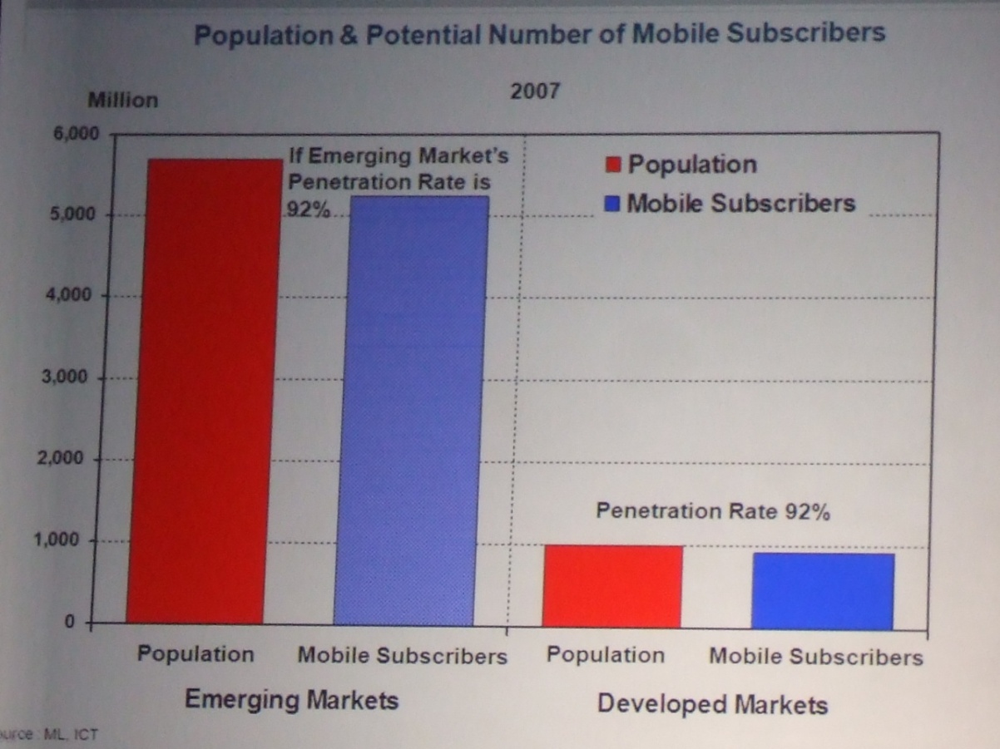 Population & Potential Number of Mobile Subscribers
Million
2007
6,000
5,000
4,000
3,000
2,000
1,000
0
If Emerging Market's
Penetration Rate is
92%
Population
Mobile Subscribers
Penetration Rate 92%
Population
Mobile Subscribers
Population
Mobile Subscribers
Emerging Markets
Developed Markets
: ML, ICT